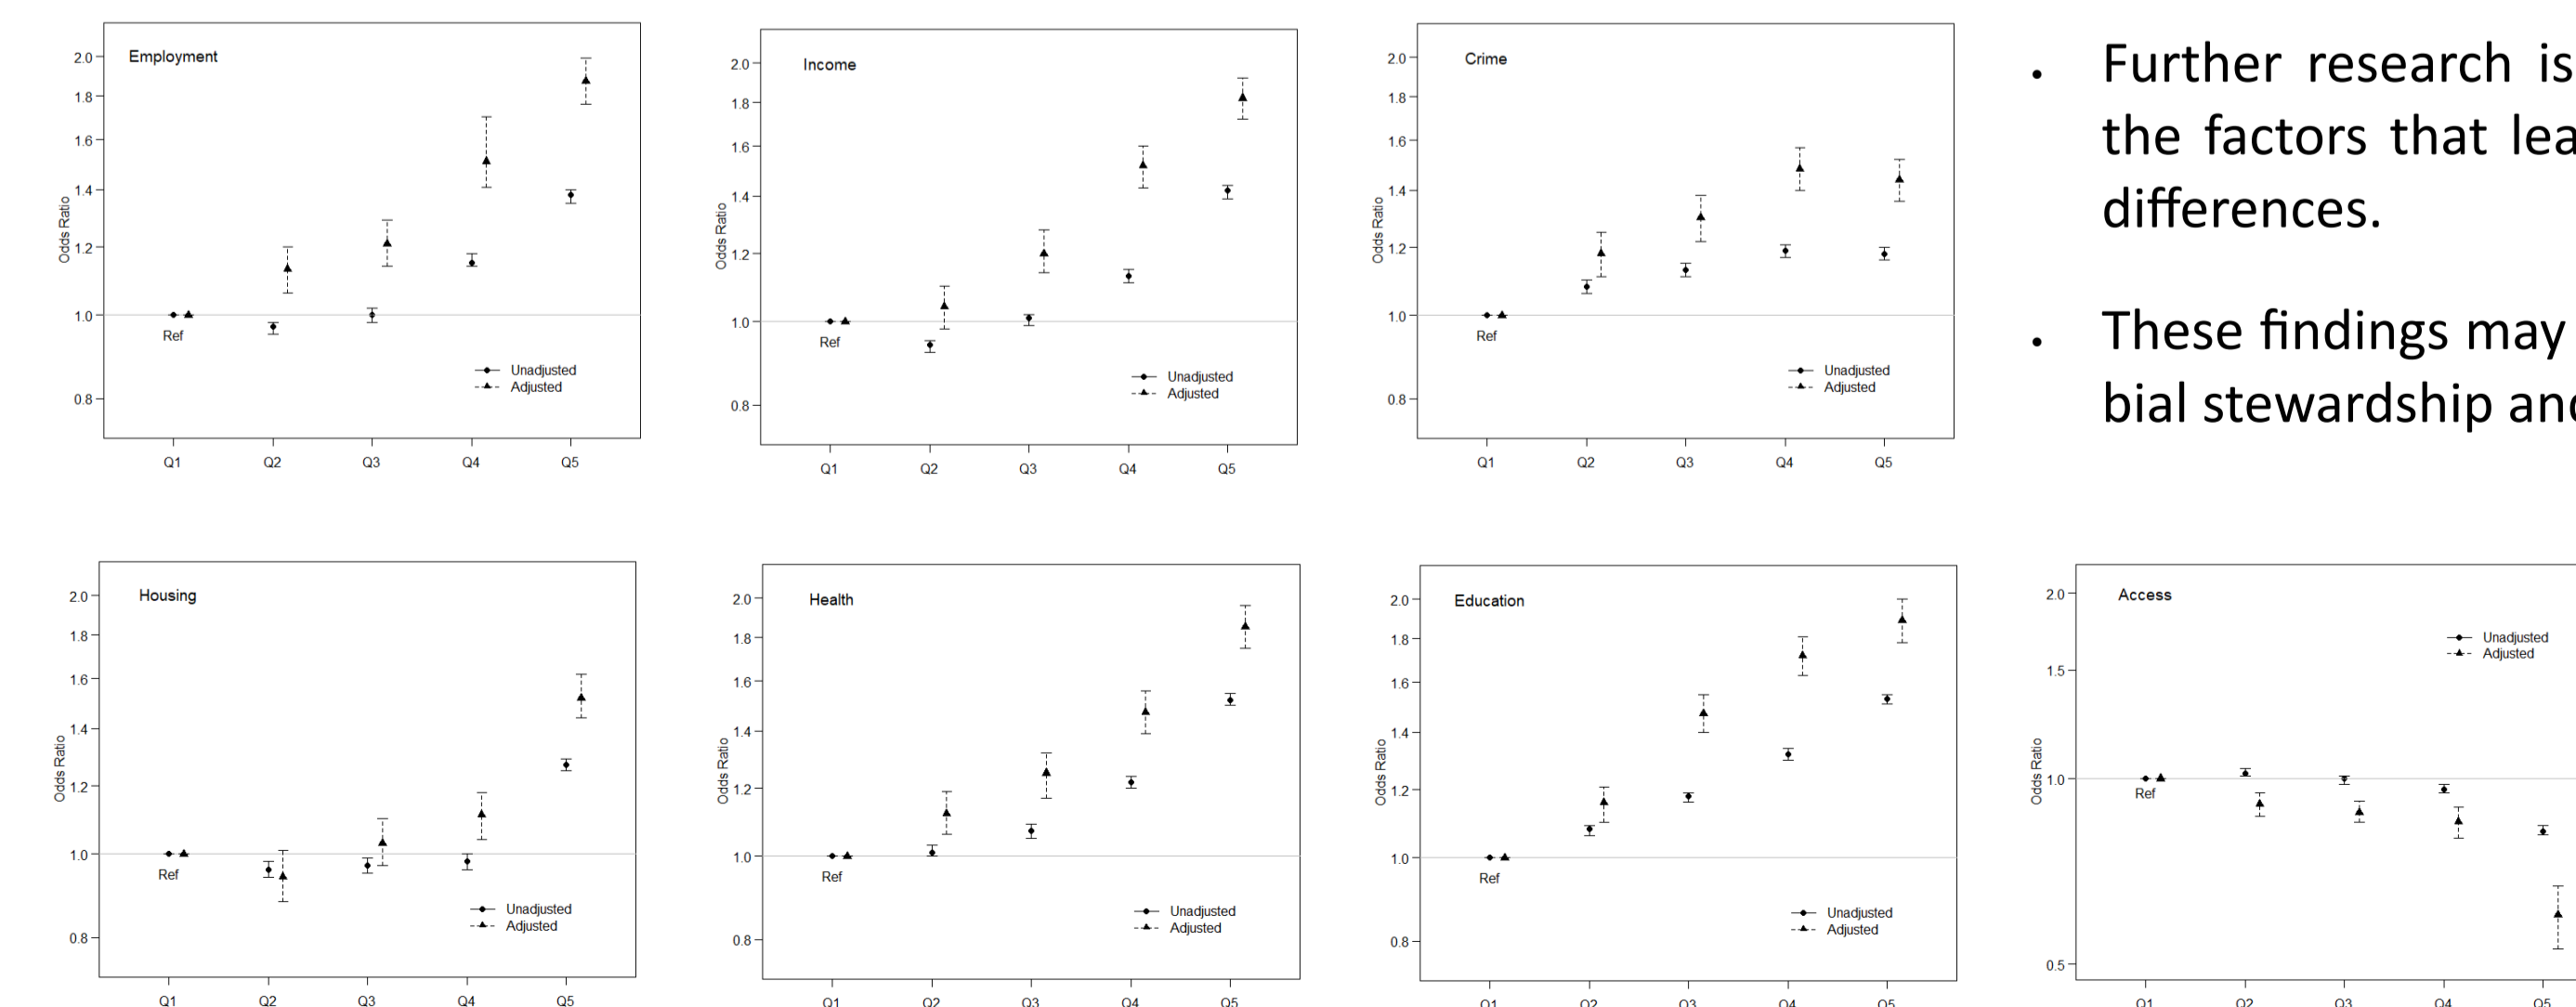 Employment
2.0
1.8
1.6
1.4
1.2
1.0
0.8
Odds Ratio
Ref
Unadjusted
Adjusted
Q1 Q2 Q3 Q4 Q5
Income
2.0
1.8
1.6
1.4
1.2
1.0
0.8
Odds Ratio
Ref
Unadjusted
Adjusted
Q1 Q2 Q3 Q4 Q5
Crime
2.0
1.8
1.6
1.4
1.2
1.0
0.8
Odds Ratio
Ref
Unadjusted
Adjusted
Q1 Q2 Q3 Q4 Q5
• Further research is
the factors that lea
differences.
• These findings may
bial stewardship and
Housing
2.0
1.8
1.6
1.4
1.2
1.0
0.8
Odds Ratio
Ref
Unadjusted
Adjusted
Q1 Q2 Q3 Q4 Q5
Health
2.0
1.8
1.6
1.4
1.2
1.0
0.8
Odds Ratio
Ref
Unadjusted
Adjusted
Q1 Q2 Q3 Q4 Q5
Education
2.0
1.8
1.6
1.4
1.2
1.0
0.8
Odds Ratio
Ref
Unadjusted
Adjusted
Q1 Q2 Q3 Q4 Q5
Access
2.0
1.5
1.0
0.5
Odds Ratio
Ref
Unadjusted
Adjusted
Q1 Q2 Q3 Q4 Q5